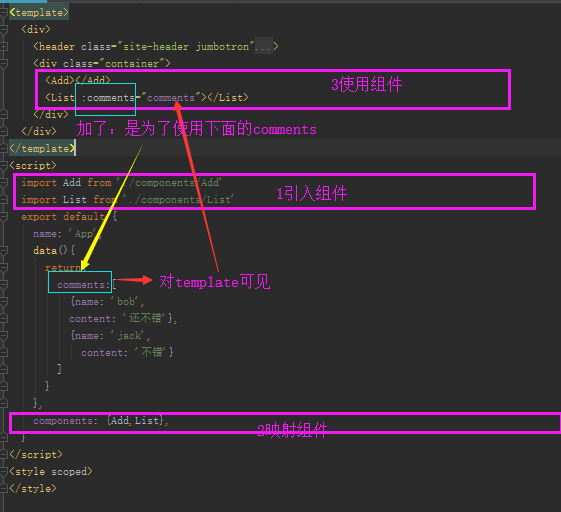 <template>
<div>
<header class="site-header jumbotron"...>
<div class="container">
<Add></Add>
3使用组件
<List :comments="comments"></List>
</div>
</div>
加了：是为了使用下面的comments
</template>
<script>
import Add from './components/Add'
1引入组件
import List from './components/List'
export default {
name: 'App',
data(){
return
comments:[
对template可见
{name: 'bob',
content: '还不错'},
{name: 'jack',
content: '不错'}
]
}
},
components: {Add,List},
2映射组件
}
</script>
<style scoped>
</style>